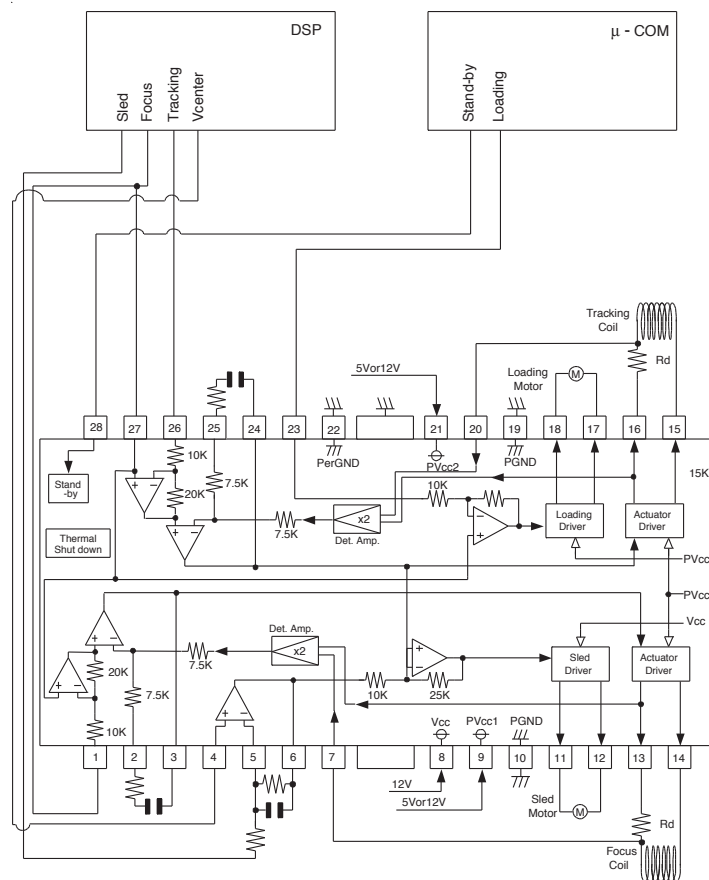 DSP
μ - COM
Sled
Focus
Tracking
Vcenter
Stand-by
Loading
Tracking
Coil
Rd
Loading
Motor
M
5Vor12V
28
27
26
25
24
23
22
21
20
19
18
17
16
15
PerGND
PVcc2
PGND
10K
20K
7.5K
7.5K
x2
Det. Amp.
10K
15K
Stand
-by
Thermal
Shut down
Loading
Driver
Actuator
Driver
PVcc
PVcc
Vcc
Det. Amp.
x2
7.5K
20K
7.5K
10K
10K
25K
Sled
Driver
Actuator
Driver
Vcc
PVcc1
PGND
1
2
3
4
5
6
7
8
9
10
11
12
13
14
12V
5Vor12V
Sled
Motor
M
Rd
Focus
Coil